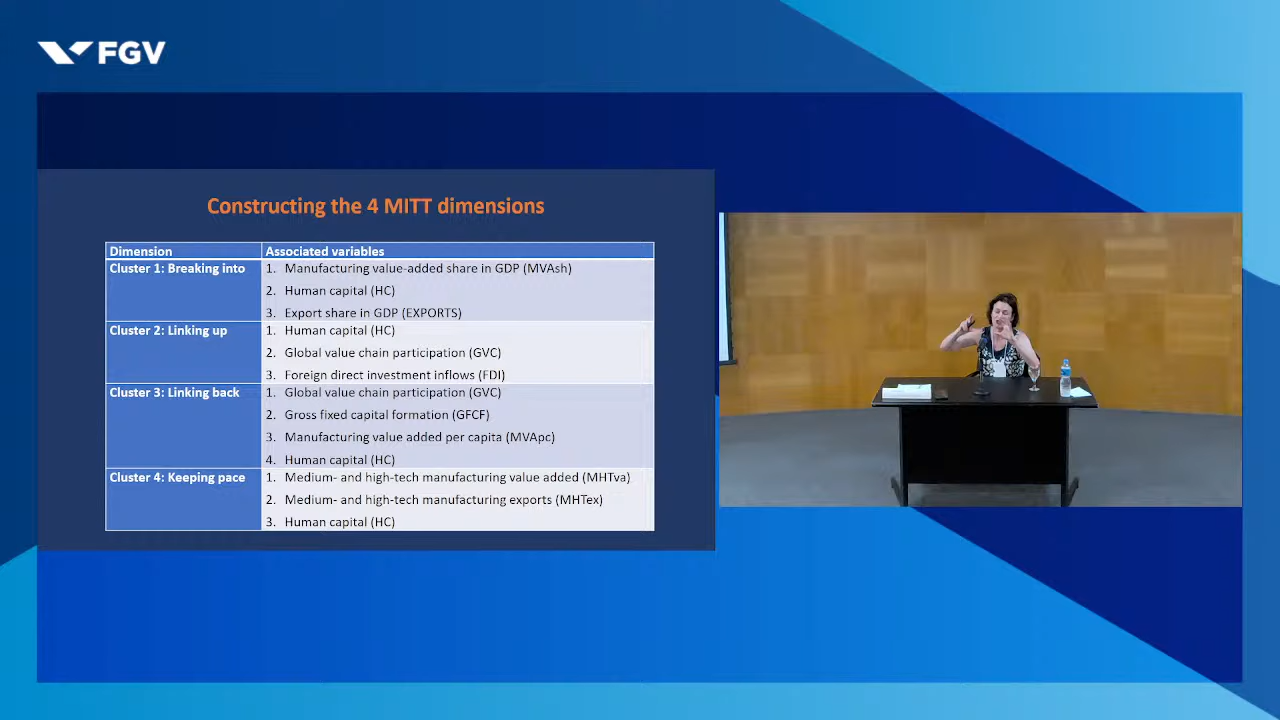 FGV
Constructing the 4 MITT dimensions
Dimension Associated variables
Cluster 1: Breaking into 1. Manufacturing value-added share in GDP (MVAsh)
2. Human capital (HC)
3. Export share in GDP (EXPORTS)
Cluster 2: Linking up 1. Human capital (HC)
2. Global value chain participation (GVC)
3. Foreign direct investment inflows (FDI)
Cluster 3: Linking back 1. Global value chain participation (GVC)
2. Gross fixed capital formation (GFCF)
3. Manufacturing value added per capita (MVApc)
4. Human capital (HC)
Cluster 4: Keeping pace 1. Medium- and high-tech manufacturing value added (MHTva)
2. Medium- and high-tech manufacturing exports (MHTex)
3. Human capital (HC)